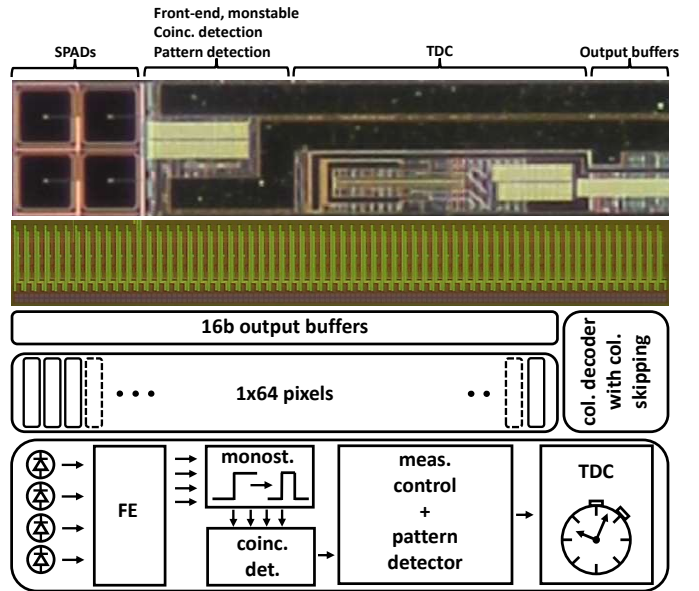 Front-end, monstable
Coinc. detection
SPADs
Pattern detection
TDC
Output buffers
16b output buffers
col. decoder
with col.
skipping
1x64 pixels
monost.
FE
coinc.
det.
meas.
control
+
pattern
detector
TDC